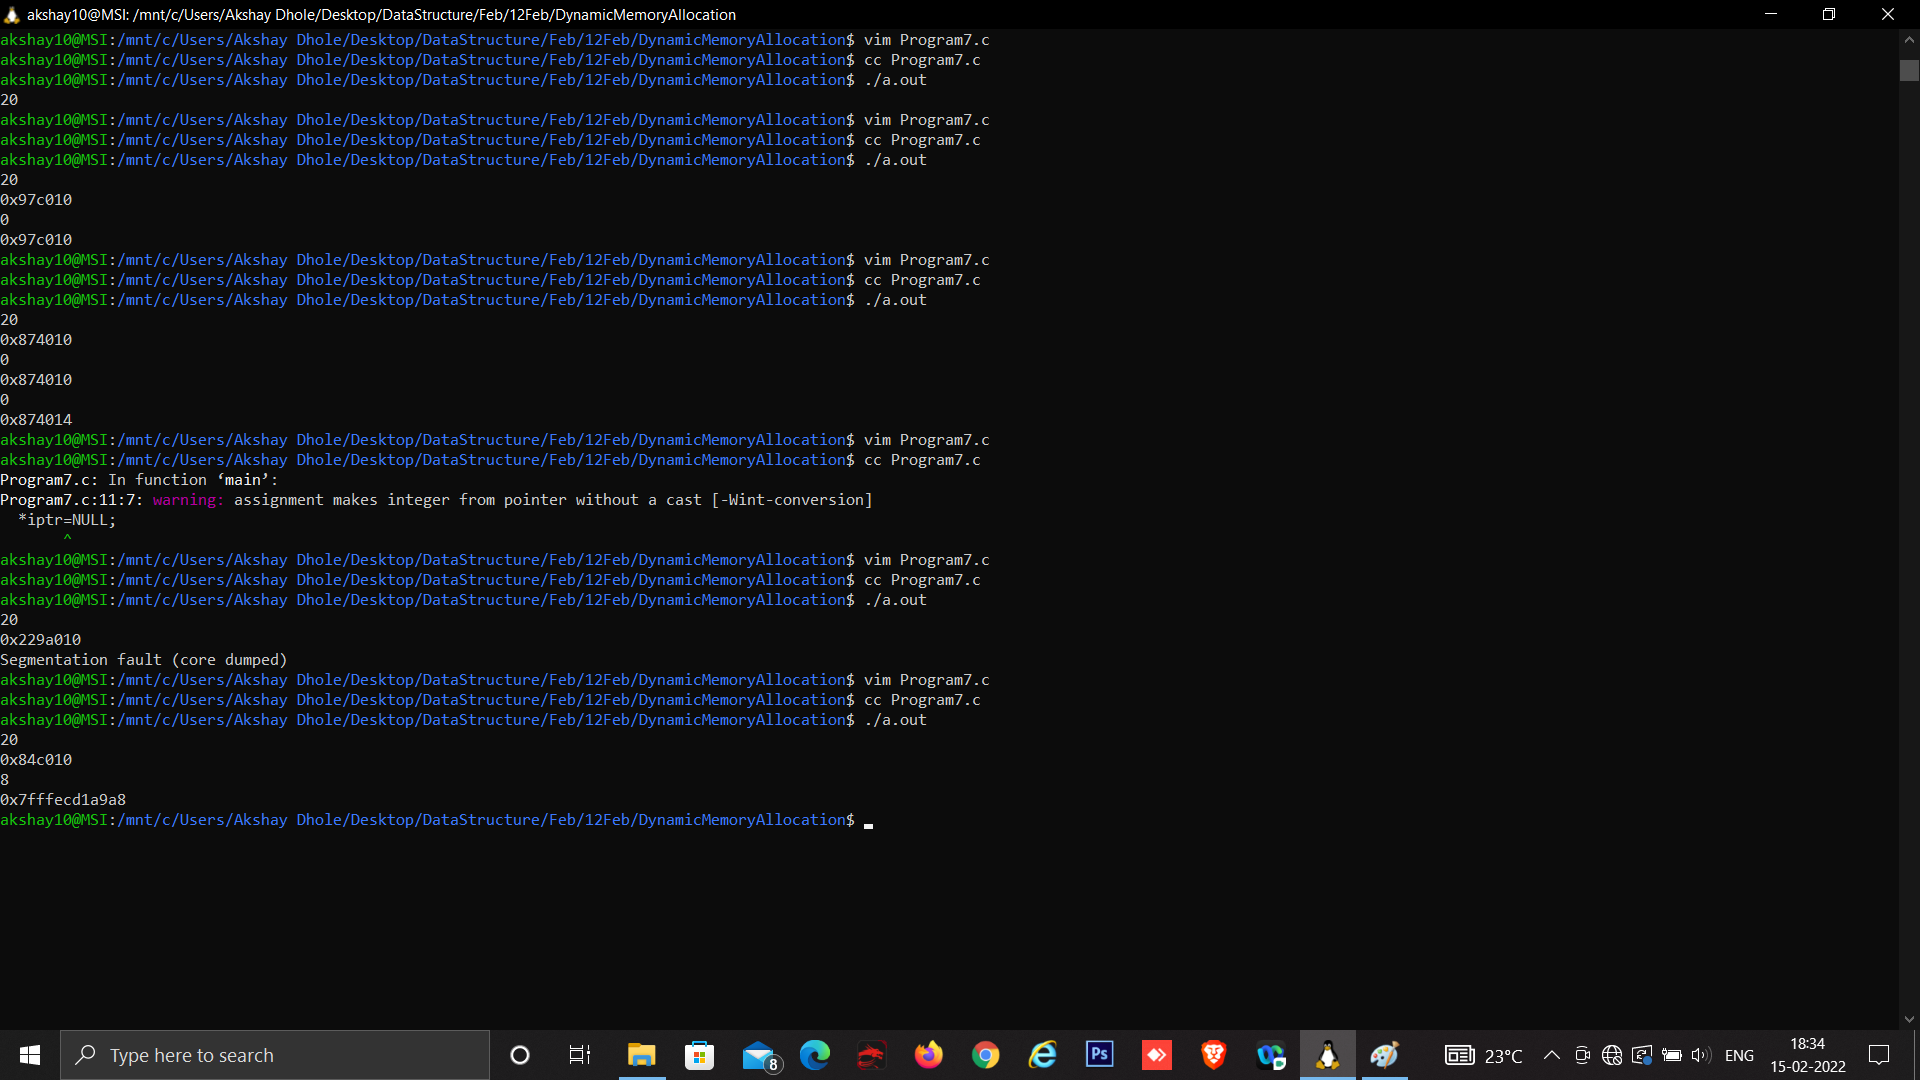 akshay10@MSI: /mnt/c/Users/Akshay Dhole/Desktop/DataStructure/Feb/12Feb/DynamicMemoryAllocation
akshay10@MSI:/mnt/c/Users/Akshay Dhole/Desktop/DataStructure/Feb/12Feb/DynamicMemoryAllocation$ vim Program7.c
akshay10@MSI:/mnt/c/Users/Akshay Dhole/Desktop/DataStructure/Feb/12Feb/DynamicMemoryAllocation$ cc Program7.c
akshay10@MSI:/mnt/c/Users/Akshay Dhole/Desktop/DataStructure/Feb/12Feb/DynamicMemoryAllocation$ ./a.out
20
akshay10@MSI:/mnt/c/Users/Akshay Dhole/Desktop/DataStructure/Feb/12Feb/DynamicMemoryAllocation$ vim Program7.c
akshay10@MSI:/mnt/c/Users/Akshay Dhole/Desktop/DataStructure/Feb/12Feb/DynamicMemoryAllocation$ cc Program7.c
akshay10@MSI:/mnt/c/Users/Akshay Dhole/Desktop/DataStructure/Feb/12Feb/DynamicMemoryAllocation$ ./a.out
20
0x97c010
0
0x97c010
akshay10@MSI:/mnt/c/Users/Akshay Dhole/Desktop/DataStructure/Feb/12Feb/DynamicMemoryAllocation$ vim Program7.c
akshay10@MSI:/mnt/c/Users/Akshay Dhole/Desktop/DataStructure/Feb/12Feb/DynamicMemoryAllocation$ cc Program7.c
akshay10@MSI:/mnt/c/Users/Akshay Dhole/Desktop/DataStructure/Feb/12Feb/DynamicMemoryAllocation$ ./a.out
20
0x874010
0
0x874010
0
0x874014
akshay10@MSI:/mnt/c/Users/Akshay Dhole/Desktop/DataStructure/Feb/12Feb/DynamicMemoryAllocation$ vim Program7.c
akshay10@MSI:/mnt/c/Users/Akshay Dhole/Desktop/DataStructure/Feb/12Feb/DynamicMemoryAllocation$ cc Program7.c
Program7.c: In function ‘main’:
Program7.c:11:7: warning: assignment makes integer from pointer without a cast [-Wint-conversion]
  *iptr=NULL;
       ^
akshay10@MSI:/mnt/c/Users/Akshay Dhole/Desktop/DataStructure/Feb/12Feb/DynamicMemoryAllocation$ vim Program7.c
akshay10@MSI:/mnt/c/Users/Akshay Dhole/Desktop/DataStructure/Feb/12Feb/DynamicMemoryAllocation$ cc Program7.c
akshay10@MSI:/mnt/c/Users/Akshay Dhole/Desktop/DataStructure/Feb/12Feb/DynamicMemoryAllocation$ ./a.out
20
0x229a010
Segmentation fault (core dumped)
akshay10@MSI:/mnt/c/Users/Akshay Dhole/Desktop/DataStructure/Feb/12Feb/DynamicMemoryAllocation$ vim Program7.c
akshay10@MSI:/mnt/c/Users/Akshay Dhole/Desktop/DataStructure/Feb/12Feb/DynamicMemoryAllocation$ cc Program7.c
akshay10@MSI:/mnt/c/Users/Akshay Dhole/Desktop/DataStructure/Feb/12Feb/DynamicMemoryAllocation$ ./a.out
20
0x84c010
8
0x7fffecd1a9a8
akshay10@MSI:/mnt/c/Users/Akshay Dhole/Desktop/DataStructure/Feb/12Feb/DynamicMemoryAllocation$
Type here to search
8
Ps
23°C
ENG
18:34
15-02-2022